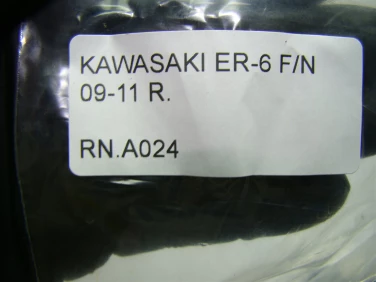 KAWASAKI ER-6 F/N
09-11 R.
RN.A024